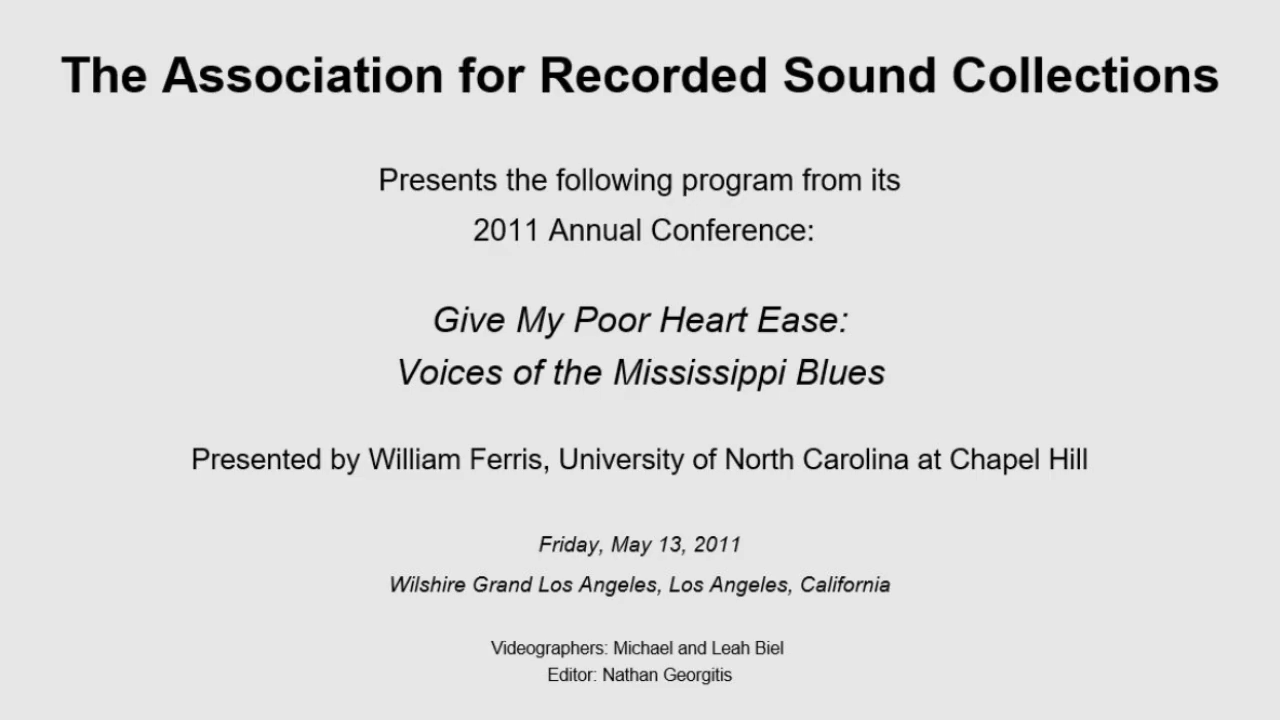 The Association for Recorded Sound Collections
Presents the following program from its
2011 Annual Conference:
Give My Poor Heart Ease:
Voices of the Mississippi Blues
Presented by William Ferris, University of North Carolina at Chapel Hill
Friday, May 13, 2011
Wilshire Grand Los Angeles, Los Angeles, California
Videographers: Michael and Leah Biel
Editor: Nathan Georgitis